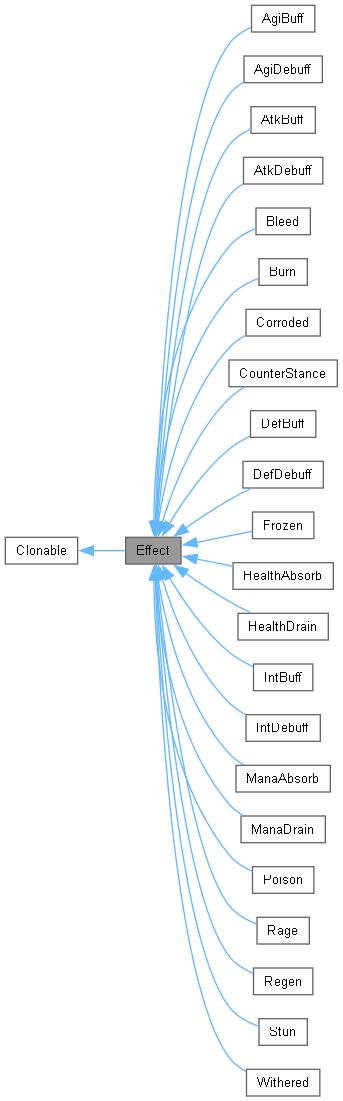 AgiBuff
AgiDebuff
AtkBuff
AtkDebuff
Bleed
Burn
Corroded
CounterStance
DefBuff
DefDebuff
Frozen
Clonable
Effect
HealthAbsorb
HealthDrain
IntBuff
IntDebuff
ManaAbsorb
ManaDrain
Poison
Rage
Regen
Stun
Withered